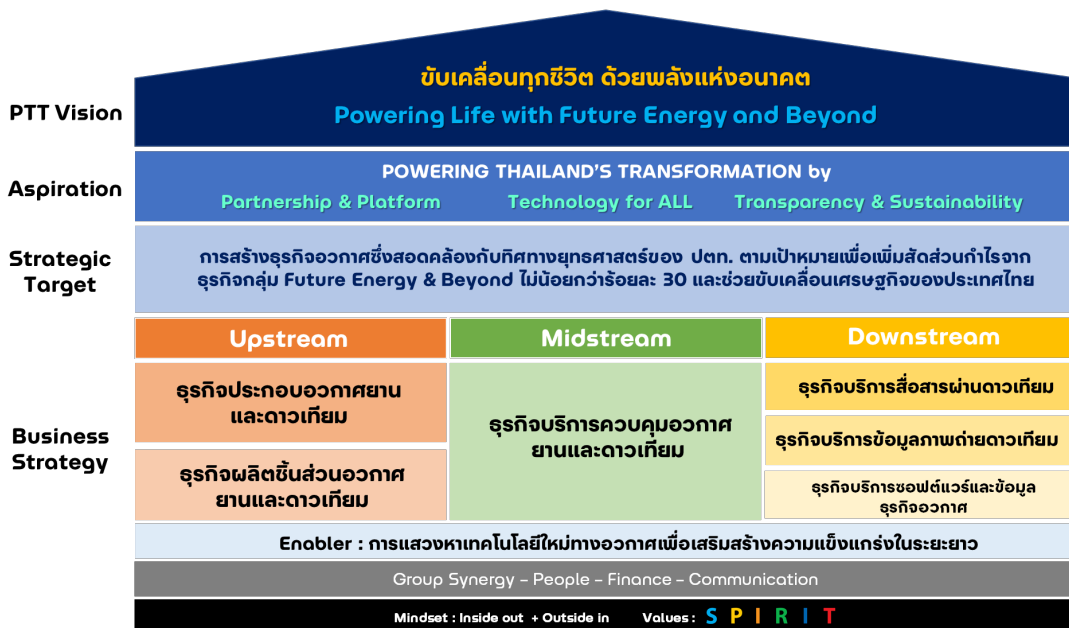 ขับเคลื่อนทุกชีวิต ด้วยพลังแห่งอนาคต
PTT Vision
Powering Life with Future Energy and Beyond
Aspiration
POWERING THAILAND'S TRANSFORMATION by
Partnership & Platform Technology for ALL Transparency & Sustainability
Strategic
Target
การสร้างธุรกิจอวกาศซึ่งสอดคล้องกับทิศทางยุทธศาสตร์ของ ปตท. ตามเป้าหมายเพื่อเพิ่มสัดส่วนกำไรจาก
ธุรกิจกลุ่ม Future Energy & Beyond ไม่น้อยกว่าร้อยละ 30 และช่วยขับเคลื่อนเศรษฐกิจของประเทศไทย
Upstream Midstream Downstream
Business
Strategy
ธุรกิจประกอบอวกาศยาน
และดาวเทียม
ธุรกิจผลิตชิ้นส่วนอวกาศ
ยานและดาวเทียม
ธุรกิจบริการควบคุมอวกาศ
ยานและดาวเทียม
ธุรกิจบริการสื่อสารผ่านดาวเทียม
ธุรกิจบริการข้อมูลภาพถ่ายดาวเทียม
ธุรกิจบริการซอฟต์แวร์และข้อมูล
ธุรกิจอวกาศ
Enabler : การแสวงหาเทคโนโลยีใหม่ทางอวกาศเพื่อเสริมสร้างความแข็งแกร่งในระยะยาว
Group Synergy – People – Finance – Communication
Mindset : Inside out + Outside in Values : S P I R I T